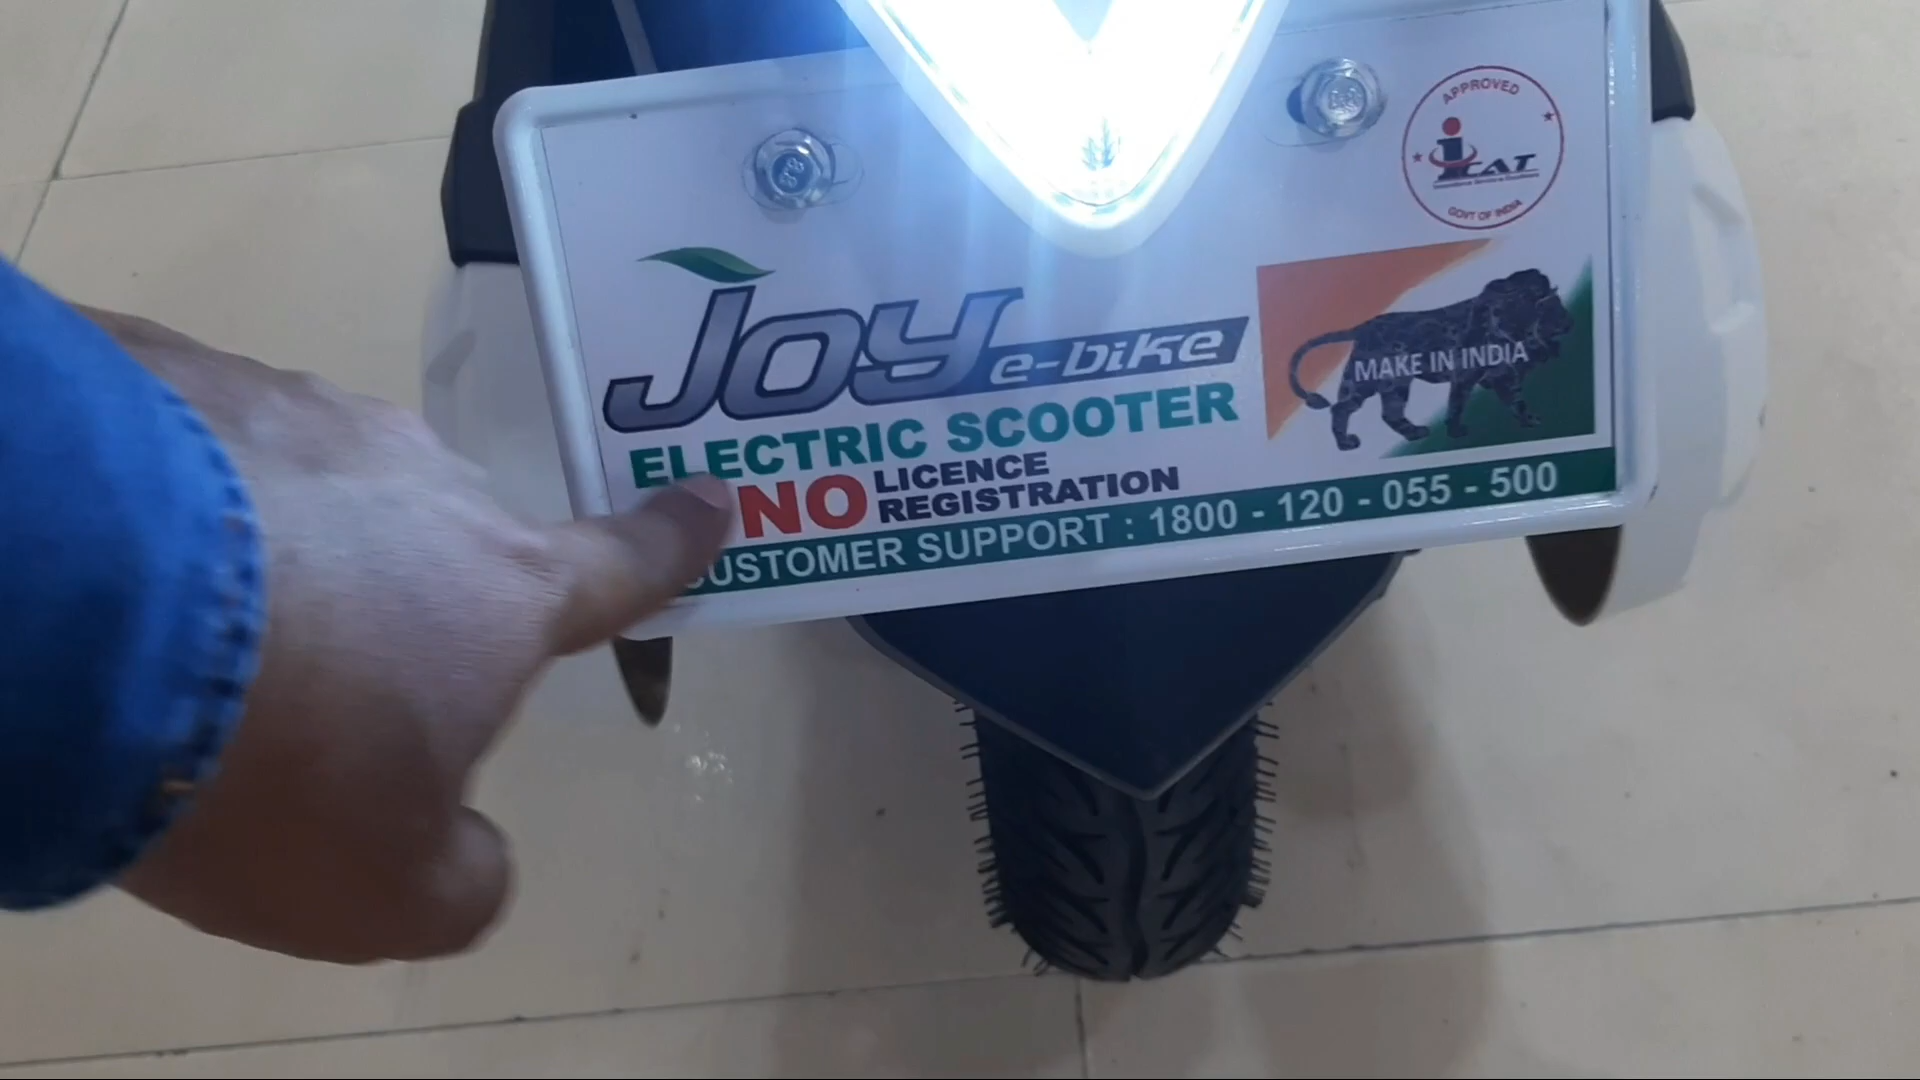 APPROVED
iCAT
GOVT OF INDIA
Joy e-bike
MAKE IN INDIA
ELECTRIC SCOOTER
NO LICENCE
REGISTRATION
CUSTOMER SUPPORT : 1800 - 120 - 055 - 500